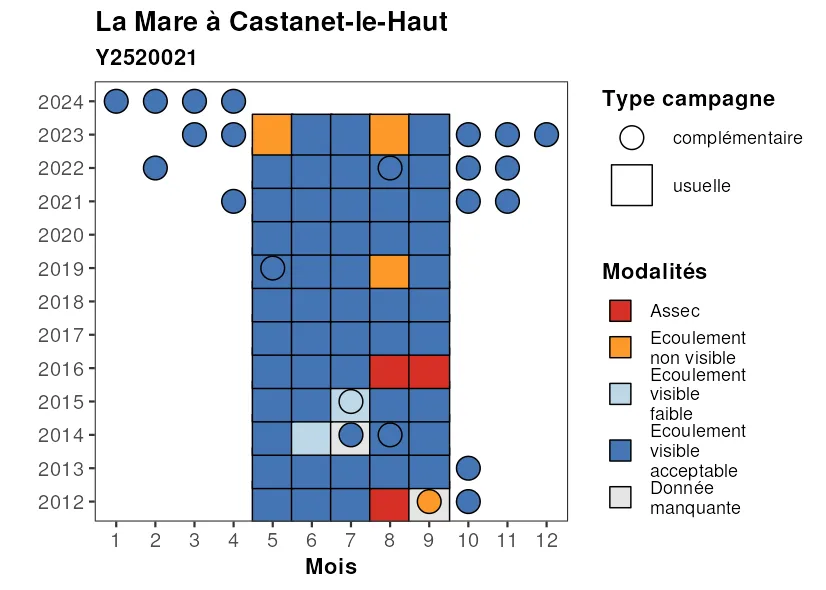 La Mare à Castanet-le-Haut
Y2520021
2024
2023
2022
2021
2020
2019
2018
2017
2016
2015
2014
2013
2012
1 2 3 4 5 6 7 8 9 10 11 12
Mois
Type campagne
complémentaire
usuelle
Modalités
Assec
Ecoulement
non visible
Ecoulement
visible
faible
Ecoulement
visible
acceptable
Donnée
manquante